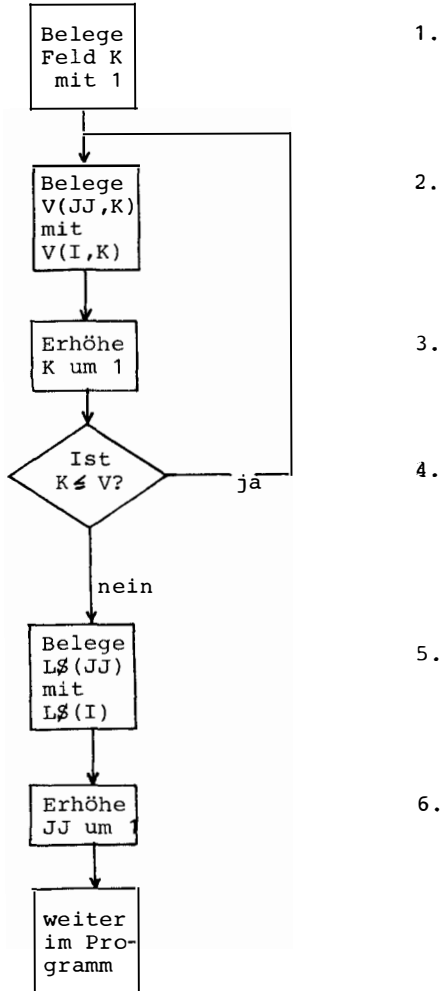 Belege
Feld K
mit 1
1.
Belege
V(JJ,K)
mit
V(I,K)
2.
Erhöhe
K um 1
3.
Ist
K≤ V?
ja
4.
nein
Belege
L$(JJ)
mit
L$(I)
5.
Erhöhe
JJ um 1
6.
weiter
im Pro-
gramm